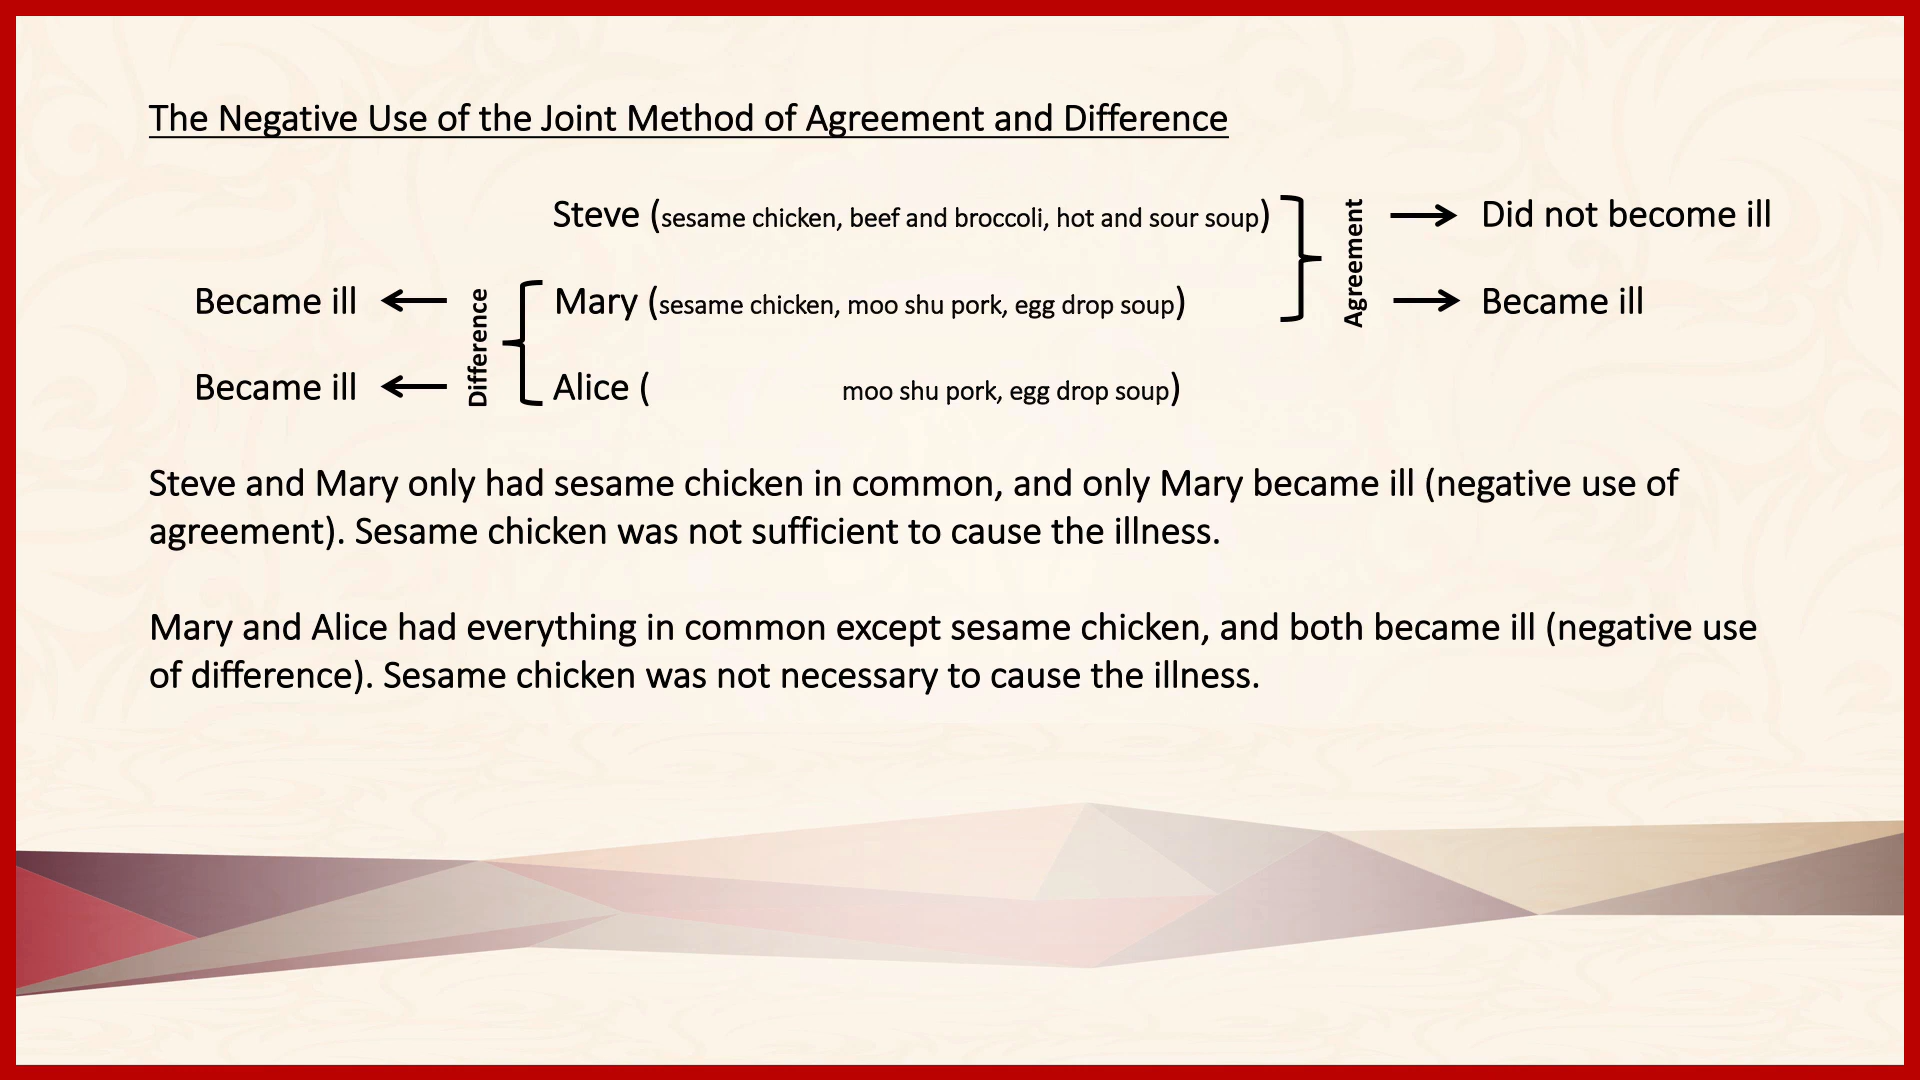 The Negative Use of the Joint Method of Agreement and Difference
Steve (sesame chicken, beef and broccoli, hot and sour soup) Agreement Did not become ill
Became ill Difference Mary (sesame chicken, moo shu pork, egg drop soup) Became ill
Became ill Alice ( moo shu pork, egg drop soup)
Steve and Mary only had sesame chicken in common, and only Mary became ill (negative use of
agreement). Sesame chicken was not sufficient to cause the illness.
Mary and Alice had everything in common except sesame chicken, and both became ill (negative use
of difference). Sesame chicken was not necessary to cause the illness.